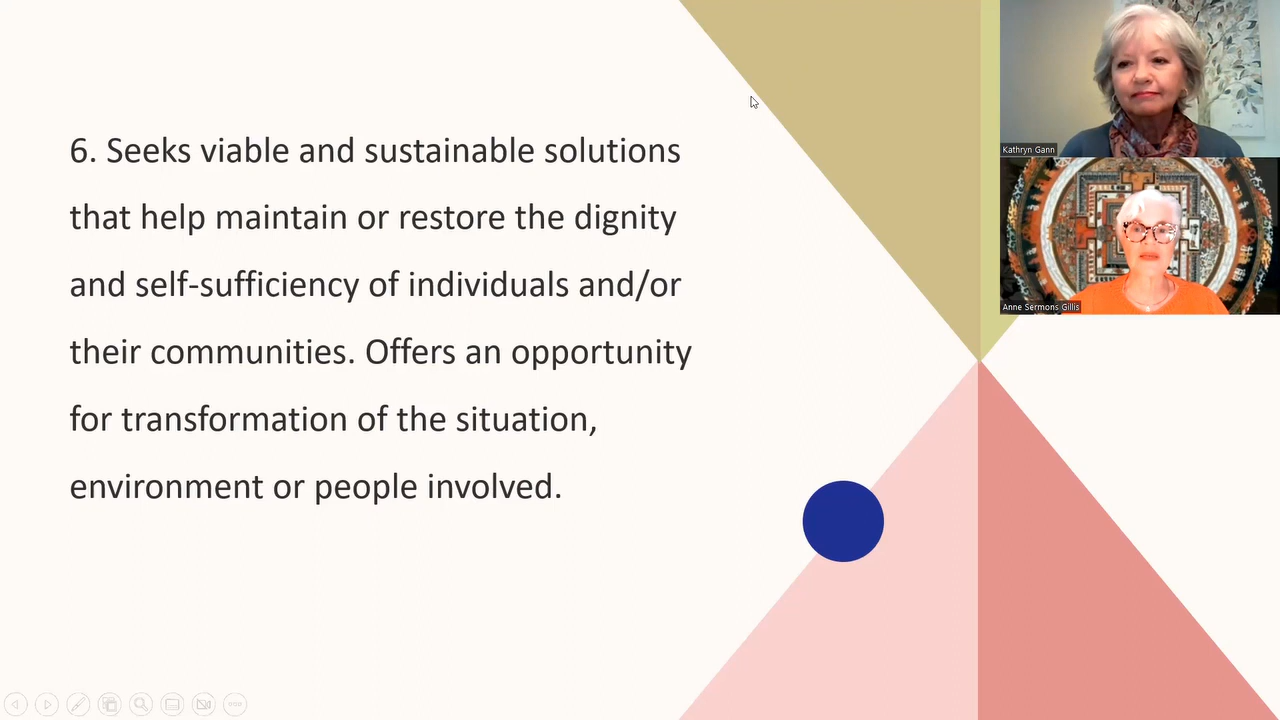 6. Seeks viable and sustainable solutions
that help maintain or restore the dignity
and self-sufficiency of individuals and/or
their communities. Offers an opportunity
for transformation of the situation,
environment or people involved.
Kathryn Gann
Anne Sermons Gillis